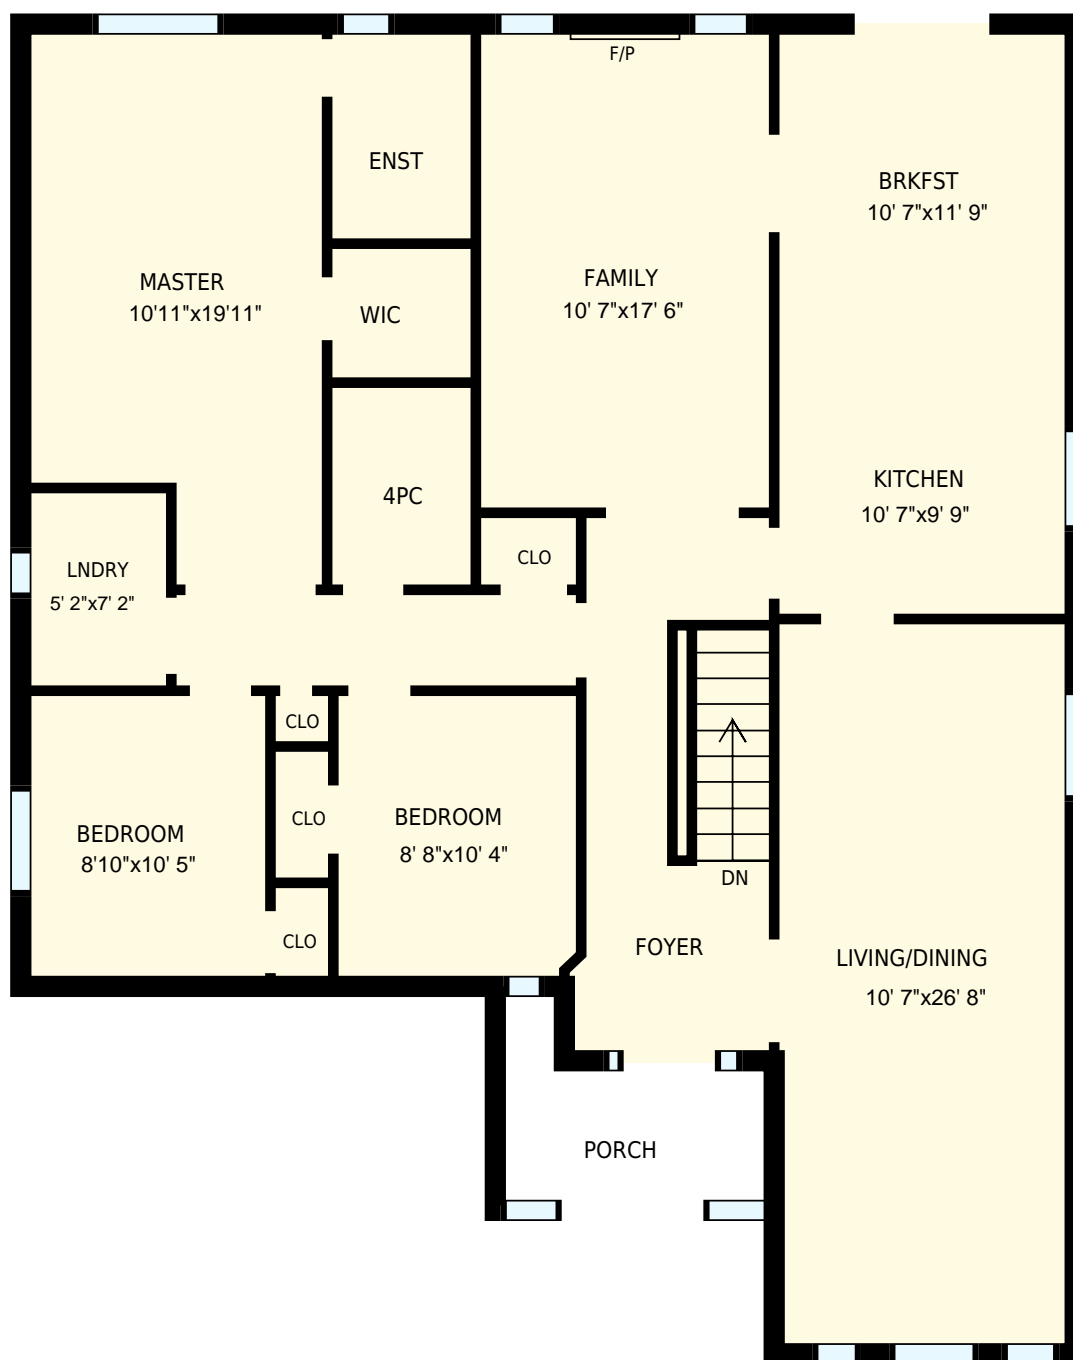 F/P
ENST
BRKFST
10' 7"x11' 9"
MASTER
10'11"x19'11"
FAMILY
10' 7"x17' 6"
WIC
4PC
KITCHEN
10' 7"x9' 9"
CLO
LNDRY
5' 2"x7' 2"
CLO
CLO
BEDROOM
8' 8"x10' 4"
BEDROOM
8'10"x10' 5"
DN
CLO
FOYER
LIVING/DINING
10' 7"x26' 8"
PORCH